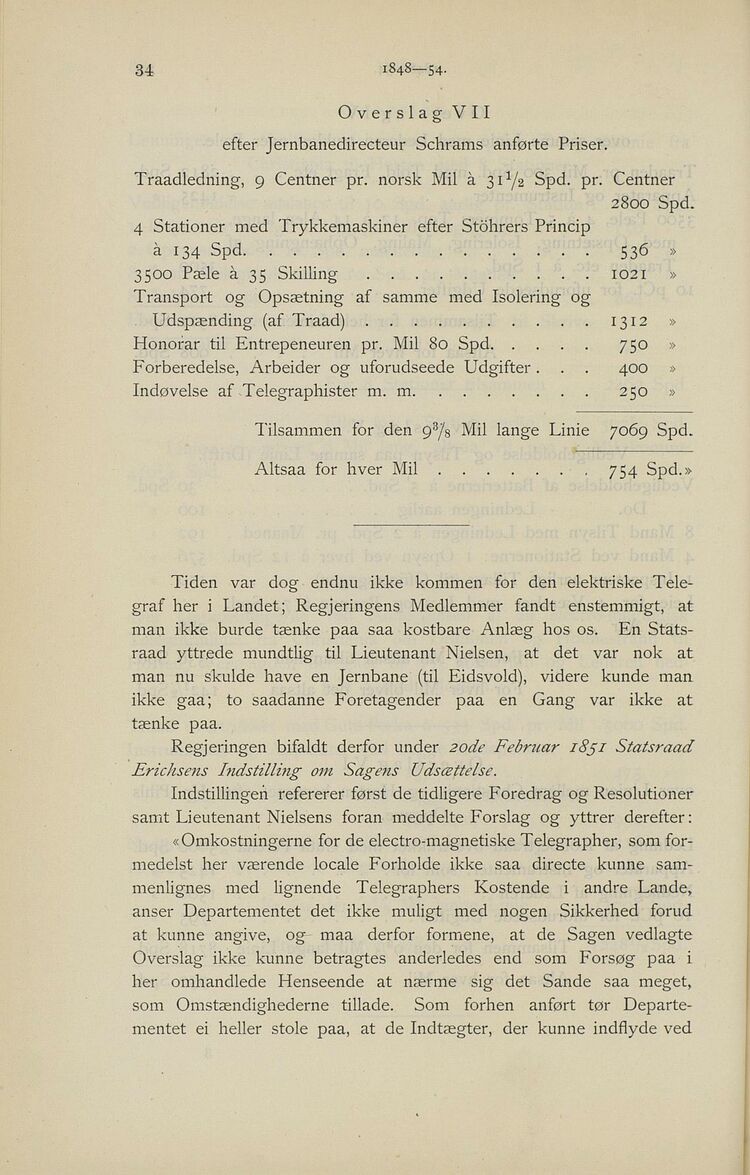 34
1848—54.
Overslag VII
efter Jernbanedirecteur Schrams anførte Priser.
Traadledning, 9 Centner pr. norsk Mil à 31 1/2 Spd. pr. Centner
2800 Spd.
4 Stationer med Trykkemaskiner efter Stöhrers Princip
à 134 Spd. . . . . . . . . . . . . . . . 536 »
3500 Pæle à 35 Skilling . . . . . . . . . . 1021 »
Transport og Opsætning af samme med Isolering og
Udspænding (af Traad) . . . . . . . . . . 1312 »
Honorar til Entrepeneuren pr. Mil 80 Spd. . . . . 750 »
Forberedelse, Arbeider og uforudseede Udgifter . . . 400 »
Indøvelse af Telegraphister m. m. . . . . . . . 250 »
Tilsammen for den 9 3/8 Mil lange Linie 7069 Spd.
Altsaa for hver Mil . . . . . . . 754 Spd.»
Tiden var dog endnu ikke kommen for den elektriske Tele-
graf her i Landet; Regjeringens Medlemmer fandt enstemmigt, at
man ikke burde tænke paa saa kostbare Anlæg hos os. En Stats-
raad yttrede mundtlig til Lieutenant Nielsen, at det var nok at
man nu skulde have en Jernbane (til Eidsvold), videre kunde man
ikke gaa; to saadanne Foretagender paa en Gang var ikke at
tænke paa.
Regjeringen bifaldt derfor under 20de Februar 1851 Statsraad
Erichsens Indstilling om Sagens Udsættelse.
Indstillingen refererer først de tidligere Foredrag og Resolutioner
samt Lieutenant Nielsens foran meddelte Forslag og yttrer derefter:
«Omkostningerne for de electro-magnetiske Telegrapher, som for-
medelst her værende locale Forholde ikke saa directe kunne sam-
menlignes med lignende Telegraphers Kostende i andre Lande,
anser Departementet det ikke muligt med nogen Sikkerhed forud
at kunne angive, og maa derfor formene, at de Sagen vedlagte
Overslag ikke kunne betragtes anderledes end som Forsøg paa i
her omhandlede Henseende at nærme sig det Sande saa meget,
som Omstændighederne tillade. Som forhen anført tør Departe-
mentet ei heller stole paa, at de Indtægter, der kunne indflyde ved